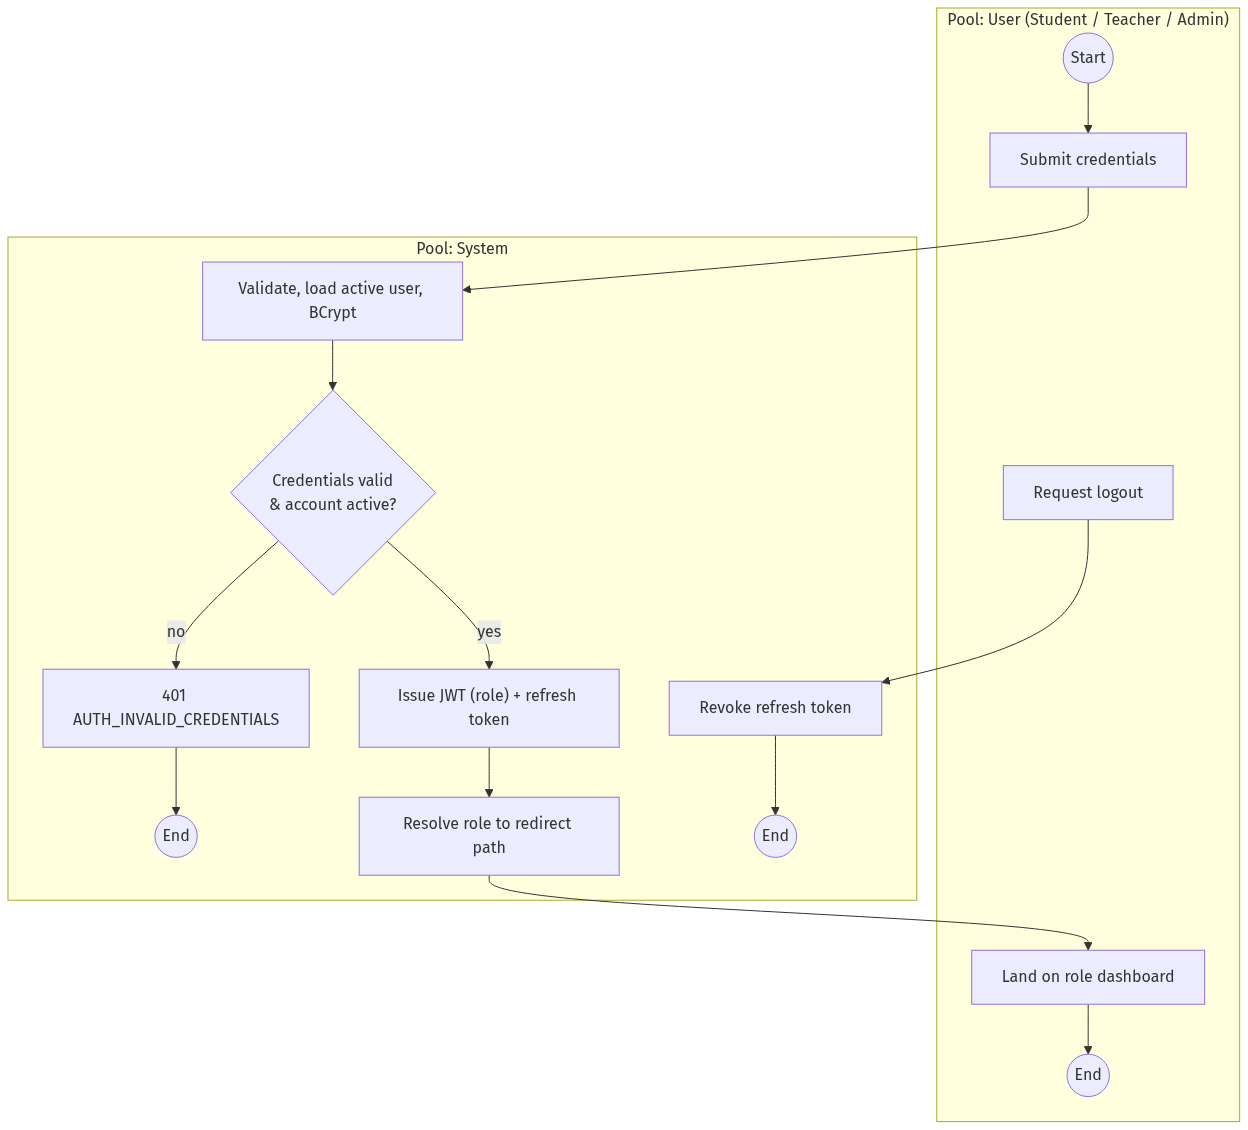 Pool: User (Student / Teacher / Admin)
Start
Submit credentials
Pool: System
Validate, load active user,
BCrypt
Credentials valid
& account active?
Request logout
no
yes
401
AUTH_INVALID_CREDENTIALS
Issue JWT (role) + refresh
token
Revoke refresh token
End
Resolve role to redirect
path
End
Land on role dashboard
End